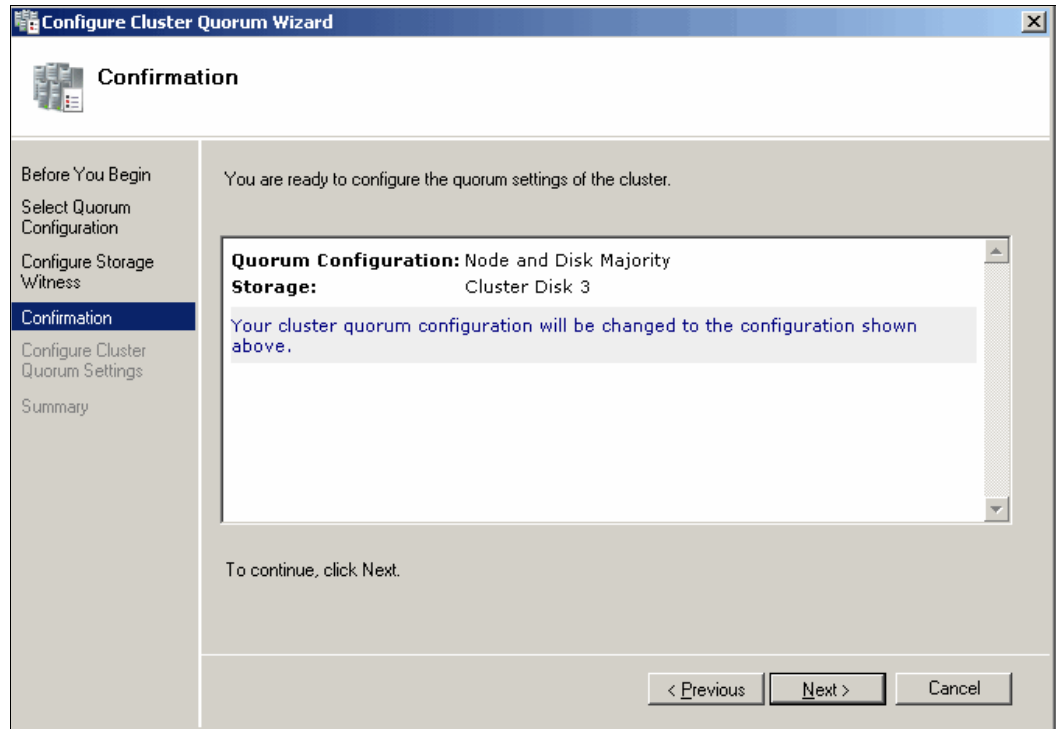 Configure Cluster Quorum Wizard
Confirmation
Before You Begin
Select Quorum
Configuration
Configure Storage
Witness
Confirmation
Configure Cluster
Quorum Settings
Summary
You are ready to configure the quorum settings of the cluster.
Quorum Configuration: Node and Disk Majority
Storage: Cluster Disk 3
Your cluster quorum configuration will be changed to the configuration shown
above.
To continue, click Next.
< Previous
Next >
Cancel